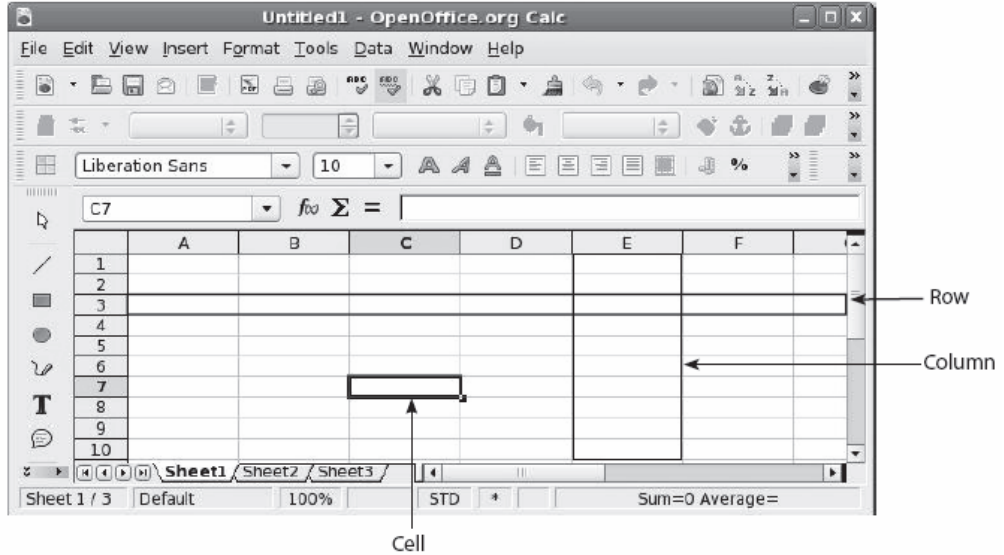 Untitled1 - OpenOffice.org Calc
File Edit View Insert Format Tools Data Window Help
Liberation Sans 10 %
C7 f(x) Σ =
A B C D E F
1
2
3
4
5
6
7
8
9
10
T
Row
Column
Sheet1 Sheet2 Sheet3
Sheet 1 / 3 Default 100% STD * Sum=0 Average=
Cell